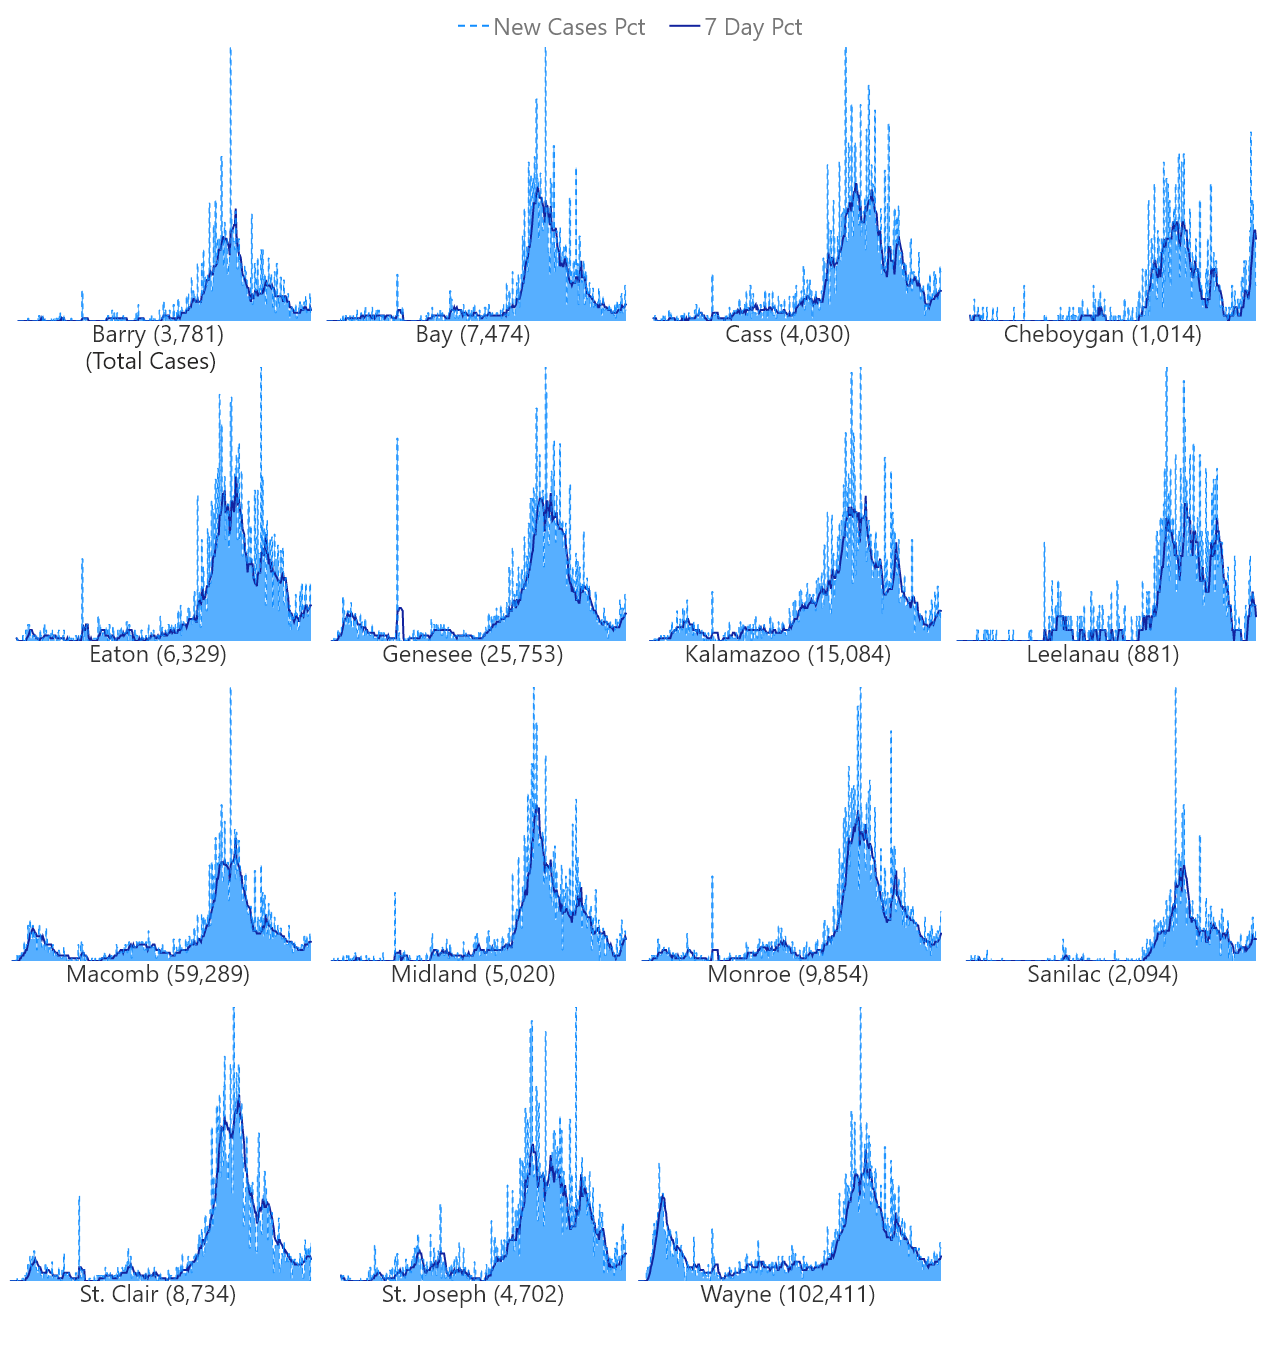 New Cases Pct 7 Day Pct
Barry (3,781) Bay (7,474) Cass (4,030) Cheboygan (1,014)
(Total Cases)
Eaton (6,329) Genesee (25,753) Kalamazoo (15,084) Leelanau (881)
Macomb (59,289) Midland (5,020) Monroe (9,854) Sanilac (2,094)
St. Clair (8,734) St. Joseph (4,702) Wayne (102,411)